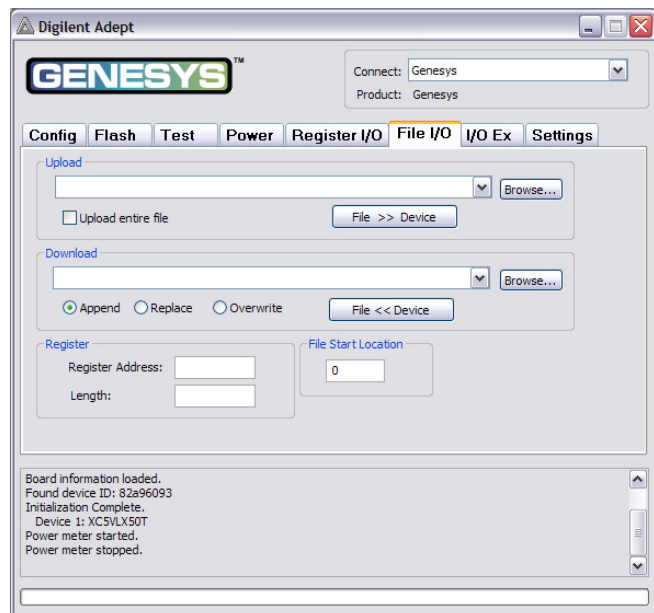 Digilent Adept
GENESYS™
Connect: Genesys
Product: Genesys
Config Flash Test Power Register I/O File I/O I/O Ex Settings
Upload
Browse...
Upload entire file
File >> Device
Download
Browse...
Append Replace Overwrite
File << Device
Register
File Start Location
Register Address:
0
Length:
Board information loaded.
Found device ID: 82a96093
Initialization Complete.
Device 1: XC5VLX50T
Power meter started.
Power meter stopped.